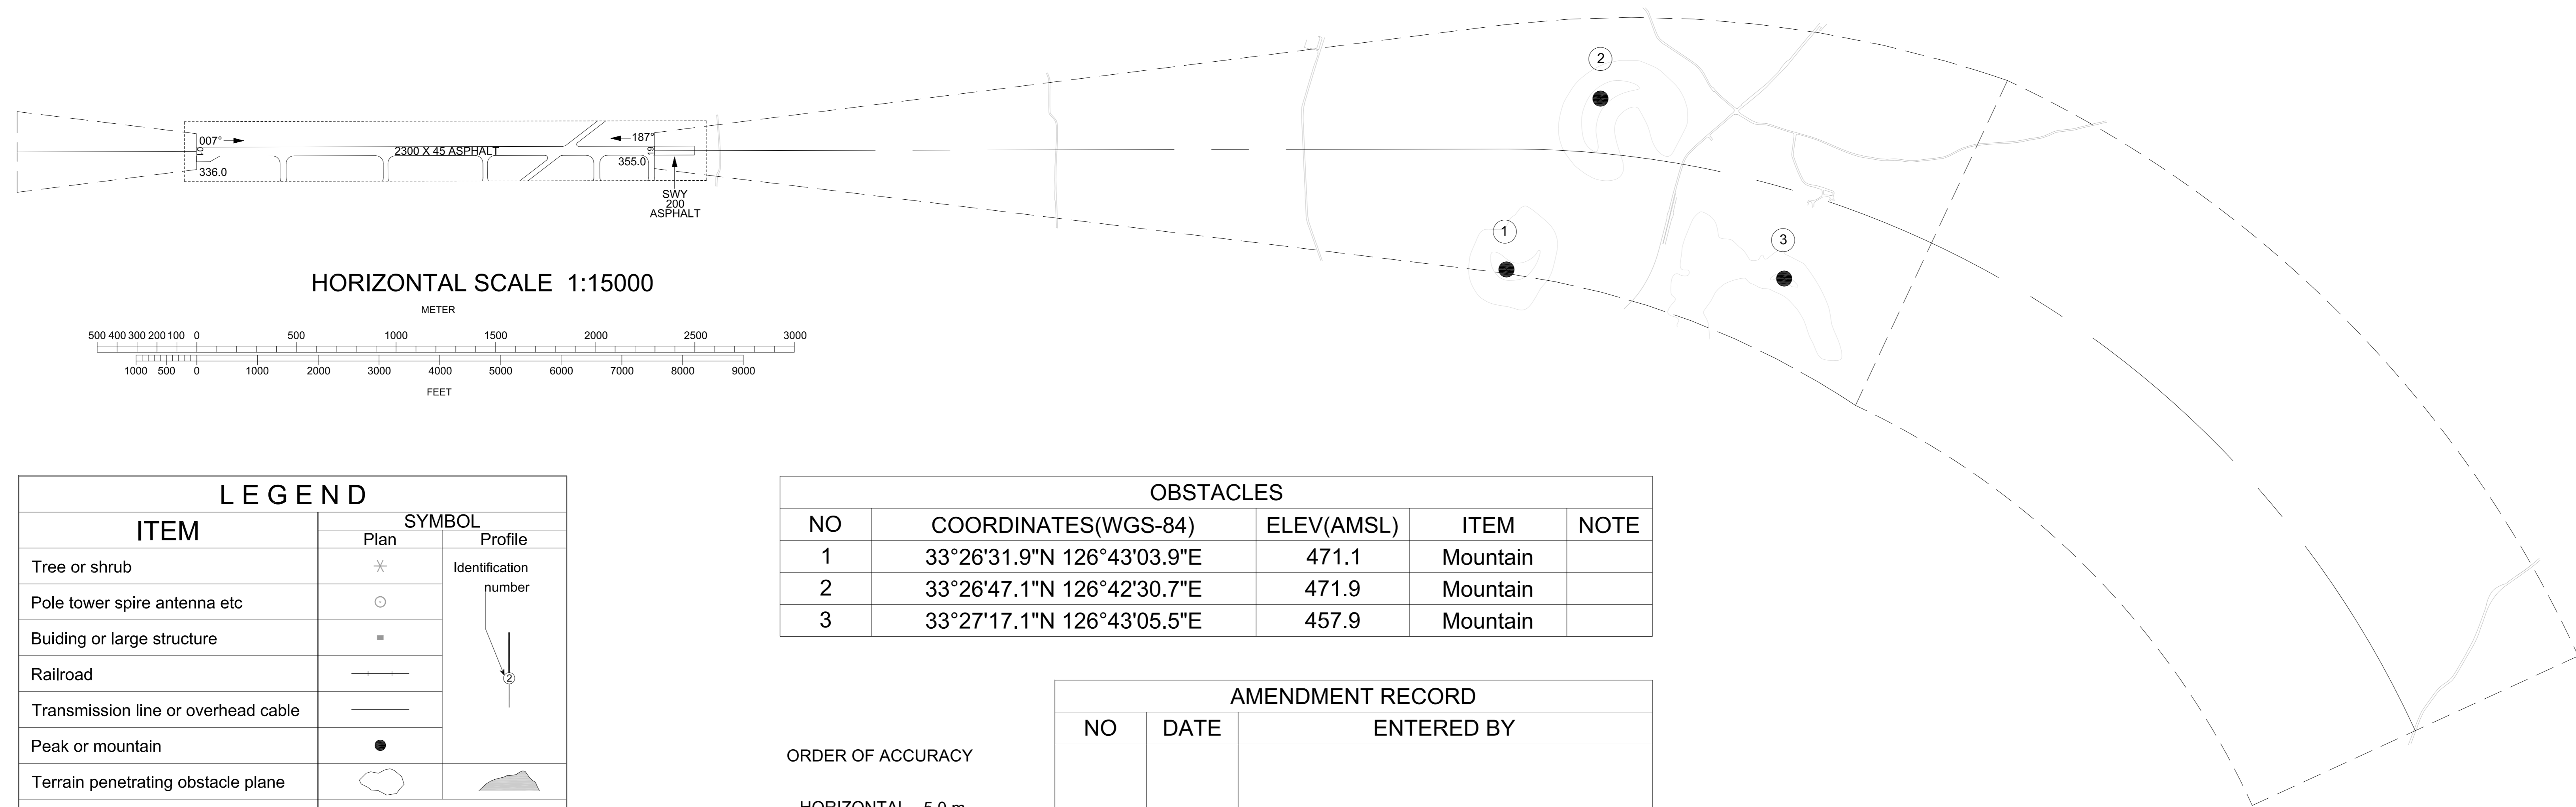 2
007°
187°
01
2300 X 45 ASPHALT
19
336.0
355.0
SWY
200
ASPHALT
1
3
HORIZONTAL SCALE 1:15000
METER
500 400 300 200 100 0 500 1000 1500 2000 2500 3000
1000 500 0 1000 2000 3000 4000 5000 6000 7000 8000 9000
FEET
LEGEND
ITEM SYMBOL
Plan Profile
Tree or shrub
Identification
number
Pole tower spire antenna etc
Buiding or large structure
Railroad
2
Transmission line or overhead cable
Peak or mountain
Terrain penetrating obstacle plane
OBSTACLES
NO COORDINATES(WGS-84) ELEV(AMSL) ITEM NOTE
1 33°26'31.9"N 126°43'03.9"E 471.1 Mountain
2 33°26'47.1"N 126°42'30.7"E 471.9 Mountain
3 33°27'17.1"N 126°43'05.5"E 457.9 Mountain
AMENDMENT RECORD
NO DATE ENTERED BY
ORDER OF ACCURACY
HORIZONTAL 5.0 m